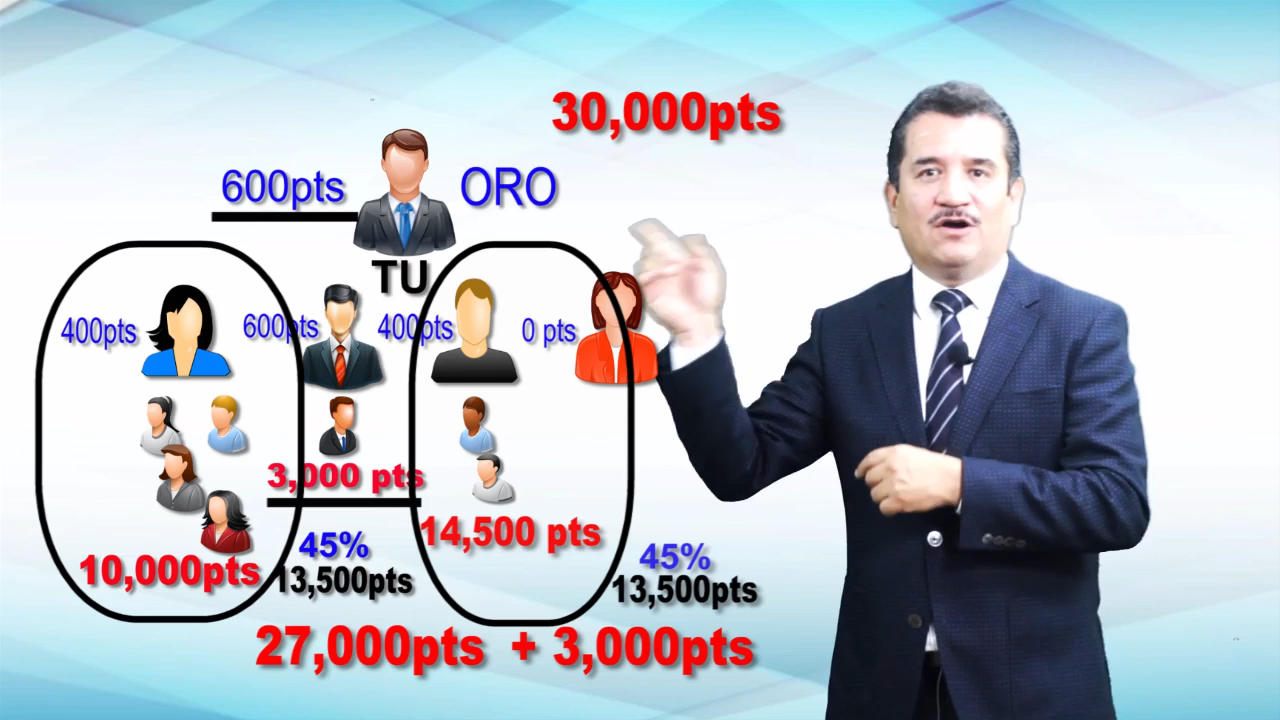 30,000pts
600pts
ORO
TU
400pts
600pts
400pts
0 pts
3,000 pts
14,500 pts
45%
13,500pts
10,000pts
45%
13,500pts
27,000pts + 3,000pts